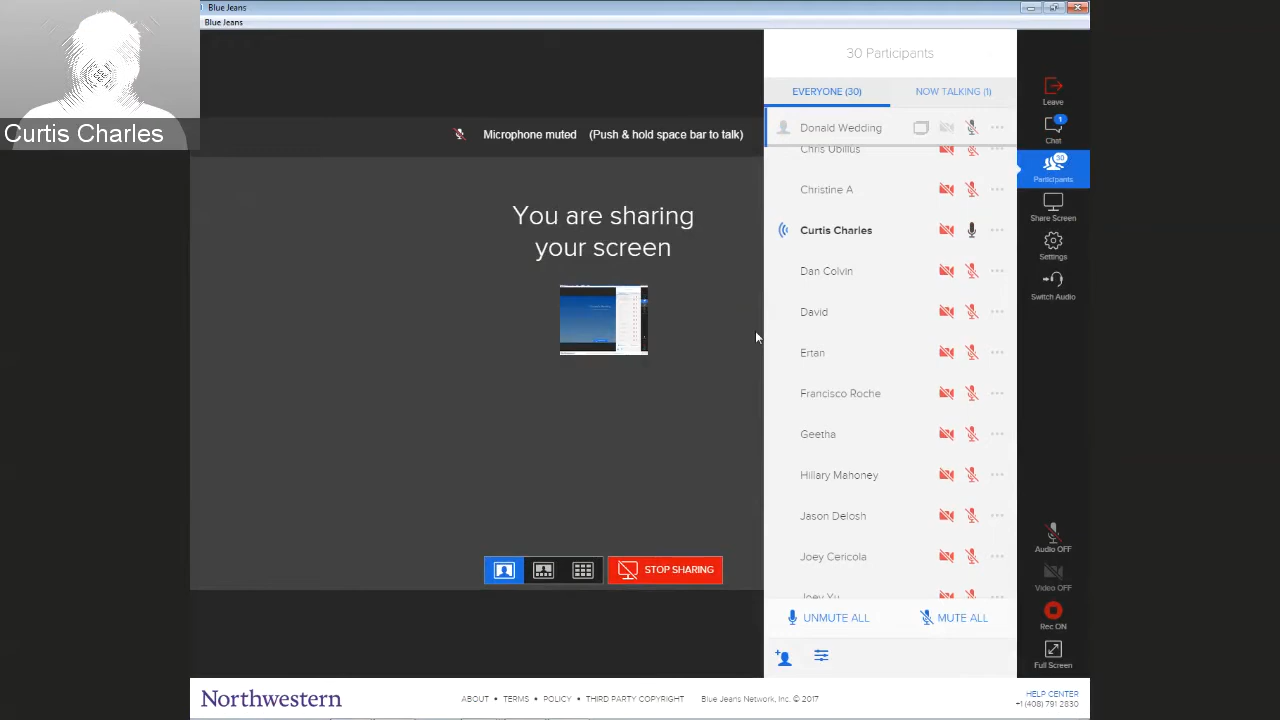 Blue Jeans
Blue Jeans
Curtis Charles
Microphone muted (Push & hold space bar to talk)
You are sharing
your screen
STOP SHARING
30 Participants
EVERYONE (30) NOW TALKING (1)
Donald Wedding
Chris Ubillus
Christine A
Curtis Charles
Dan Colvin
David
Ertan
Francisco Roche
Geetha
Hillary Mahoney
Jason Delosh
Joey Cericola
Joey Yu
UNMUTE ALL MUTE ALL
Leave
1
Chat
30
Participants
Share Screen
Settings
Switch Audio
Audio OFF
Video OFF
Rec ON
Full Screen
Northwestern
ABOUT • TERMS • POLICY • THIRD PARTY COPYRIGHT Blue Jeans Network, Inc. © 2017
HELP CENTER
+1 (408) 791 2830